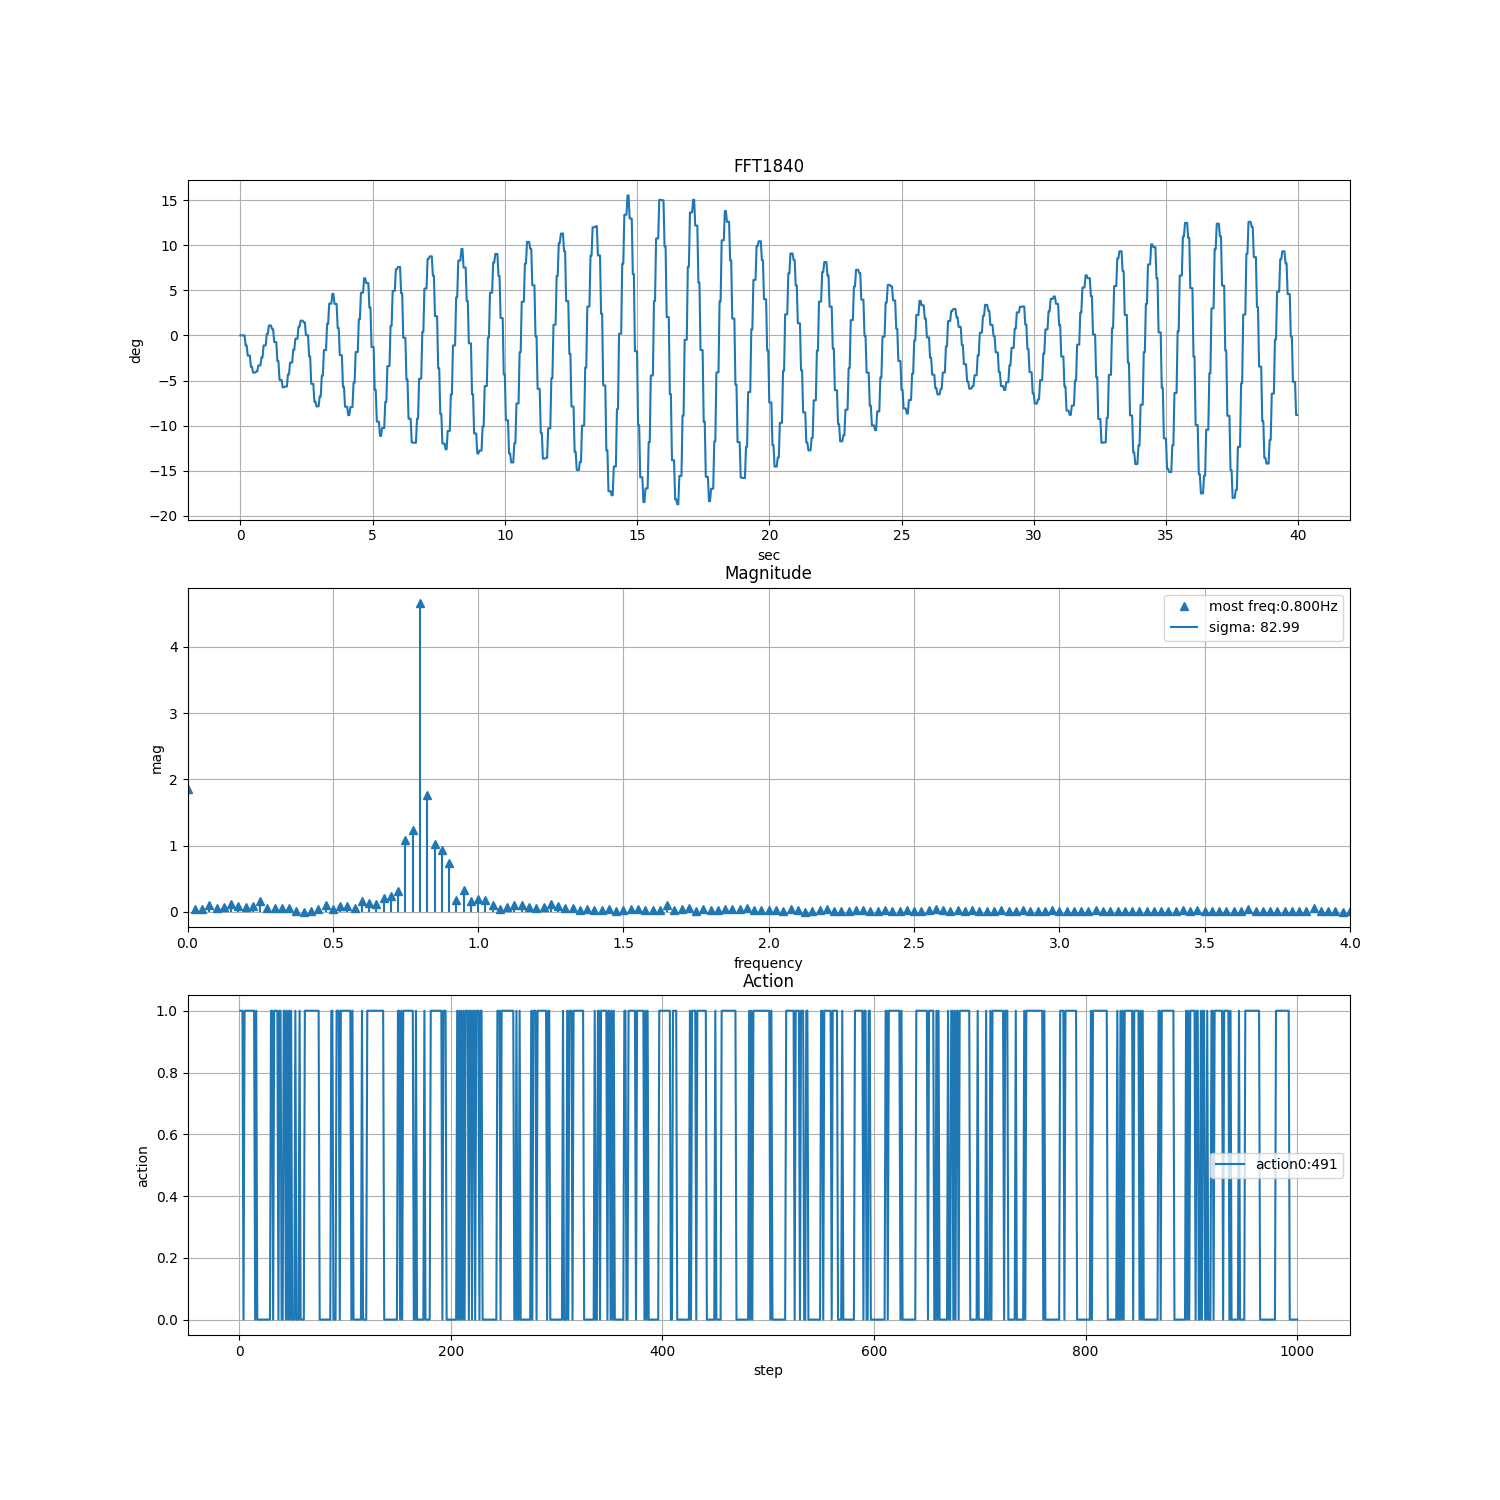 FFT1840
15
10
5
0
−5
−10
−15
−20
deg
0 5 10 15 20 25 30 35 40
sec
Magnitude
most freq:0.800Hz
sigma: 82.99
4
3
2
1
0
mag
0.0 0.5 1.0 1.5 2.0 2.5 3.0 3.5 4.0
frequency
Action
1.0
0.8
0.6
0.4
0.2
0.0
action
action0:491
0 200 400 600 800 1000
step